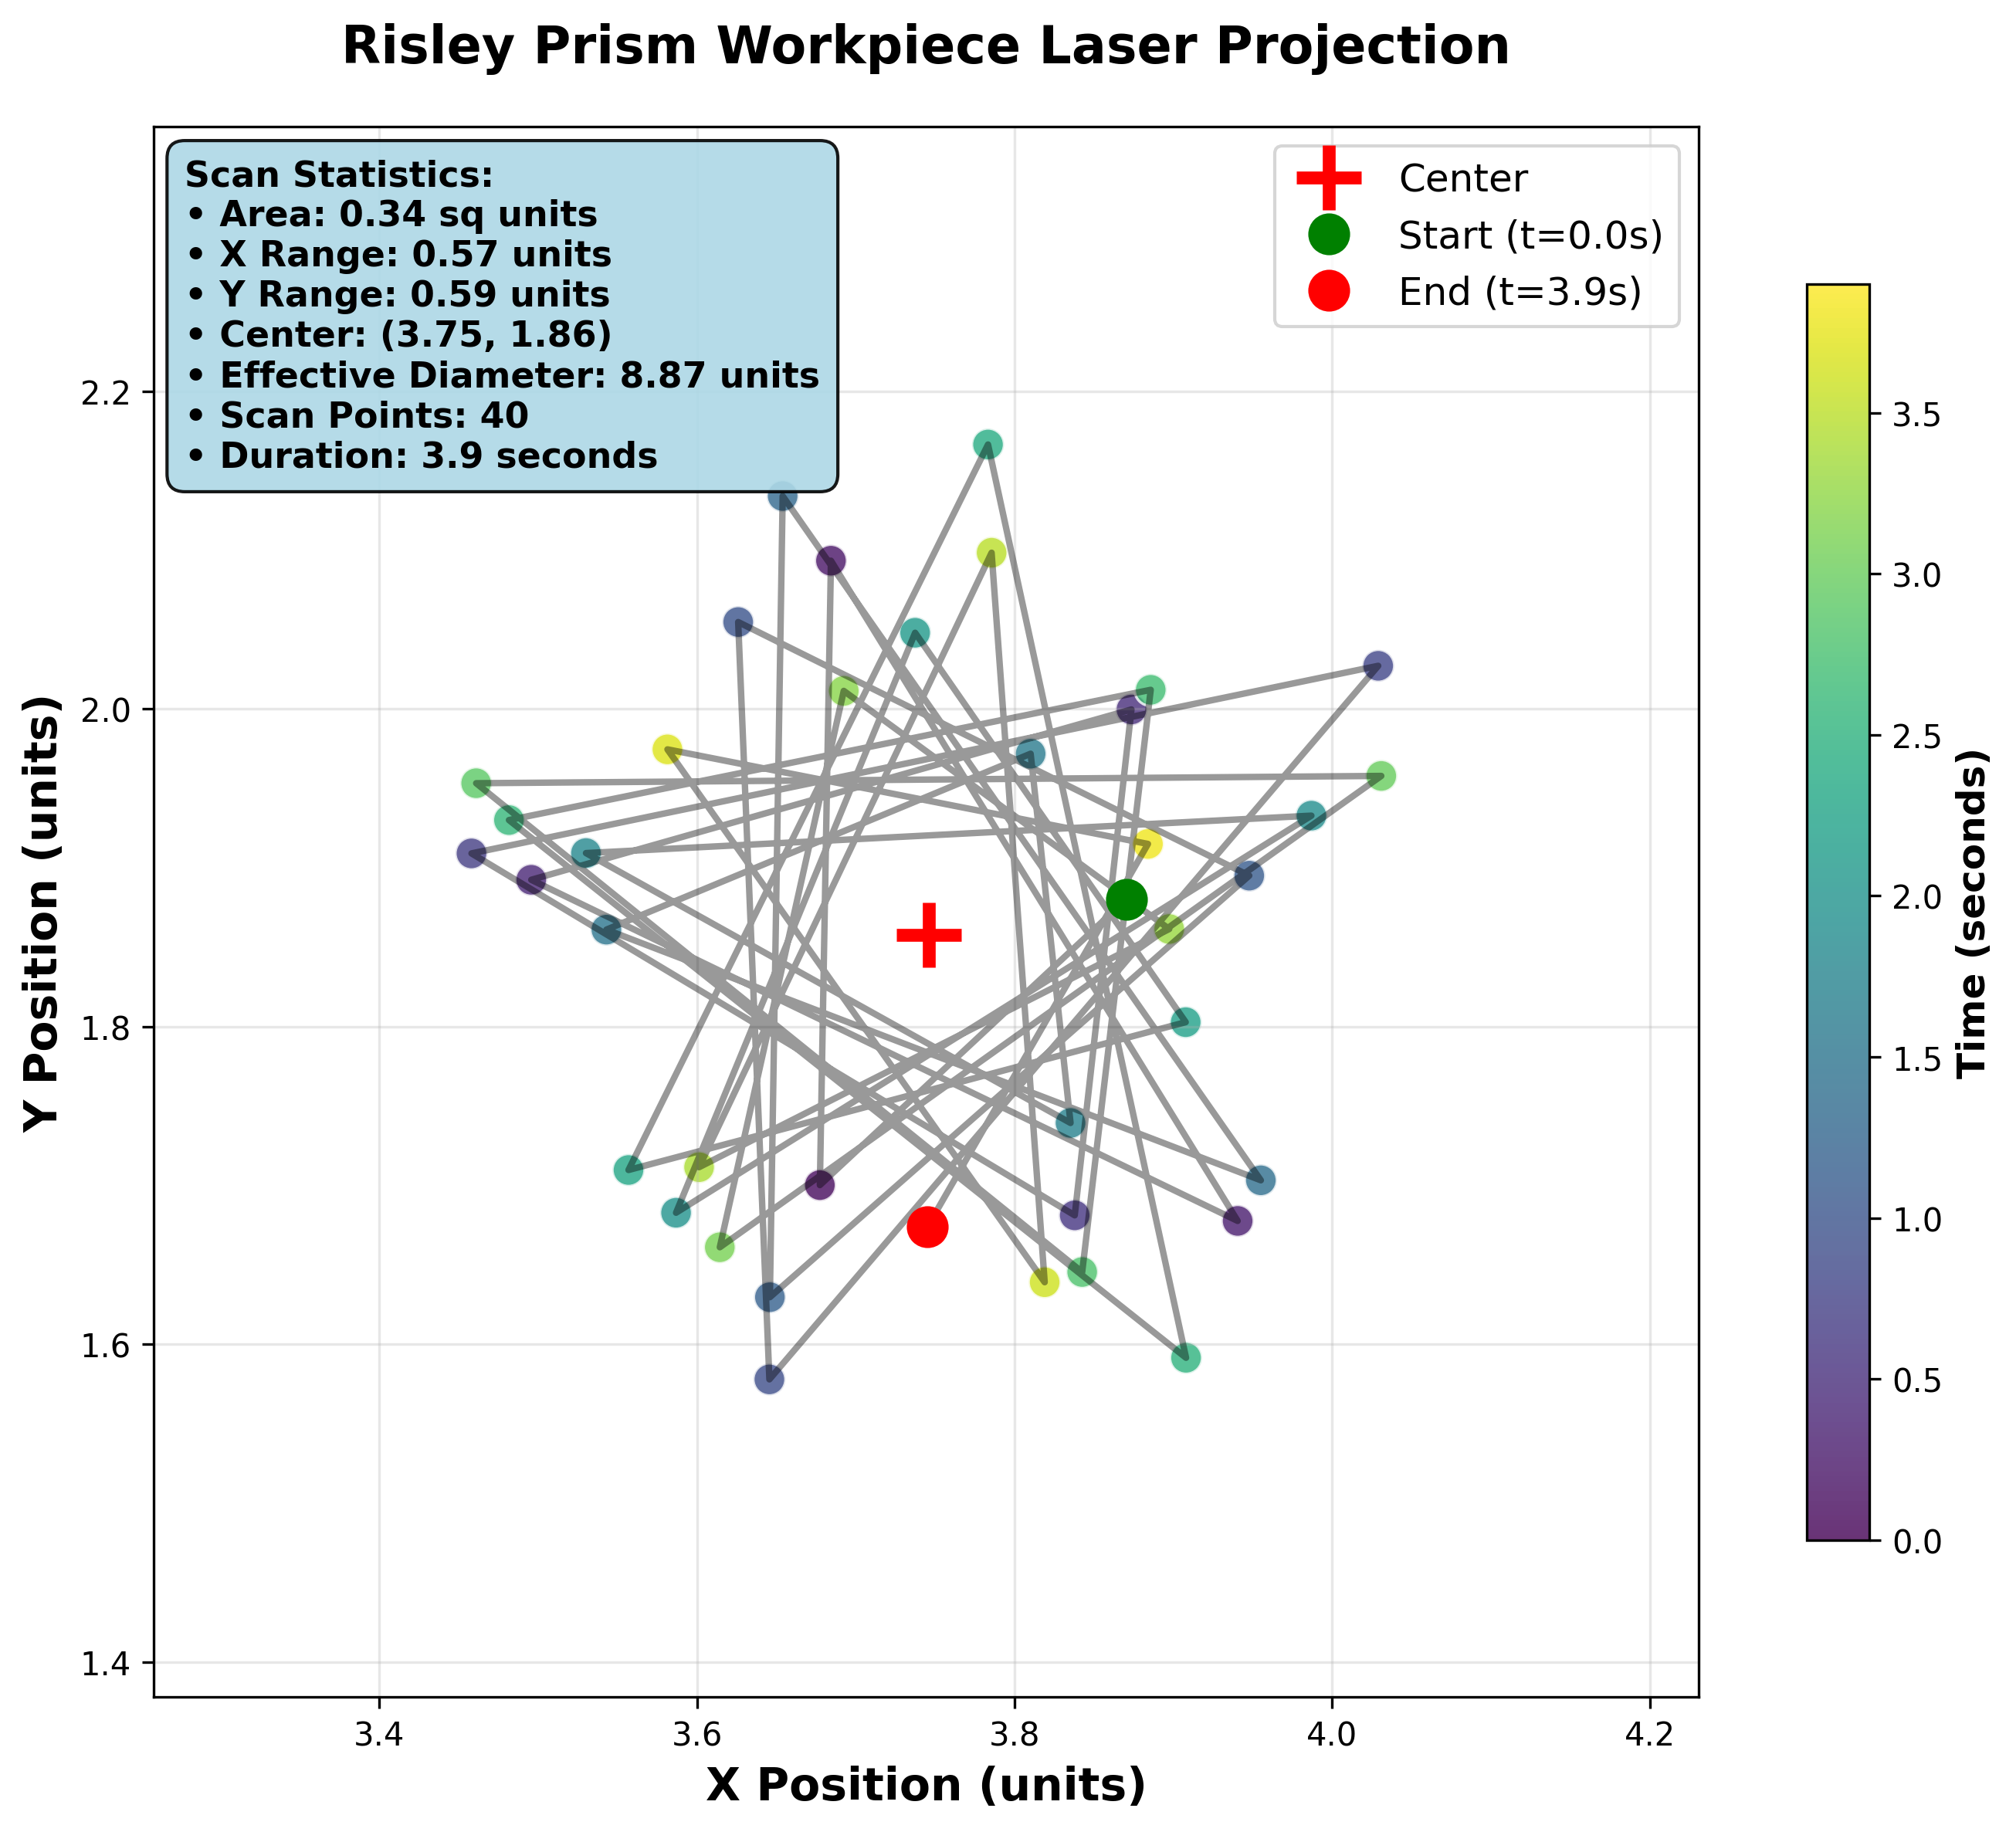 Risley Prism Workpiece Laser Projection
Scan Statistics:
• Area: 0.34 sq units
• X Range: 0.57 units
• Y Range: 0.59 units
• Center: (3.75, 1.86)
• Effective Diameter: 8.87 units
• Scan Points: 40
• Duration: 3.9 seconds
Center
Start (t=0.0s)
End (t=3.9s)
Y Position (units)
2.2
2.0
1.8
1.6
1.4
3.4
3.6
3.8
4.0
4.2
X Position (units)
3.5
3.0
2.5
2.0
1.5
1.0
0.5
0.0
Time (seconds)